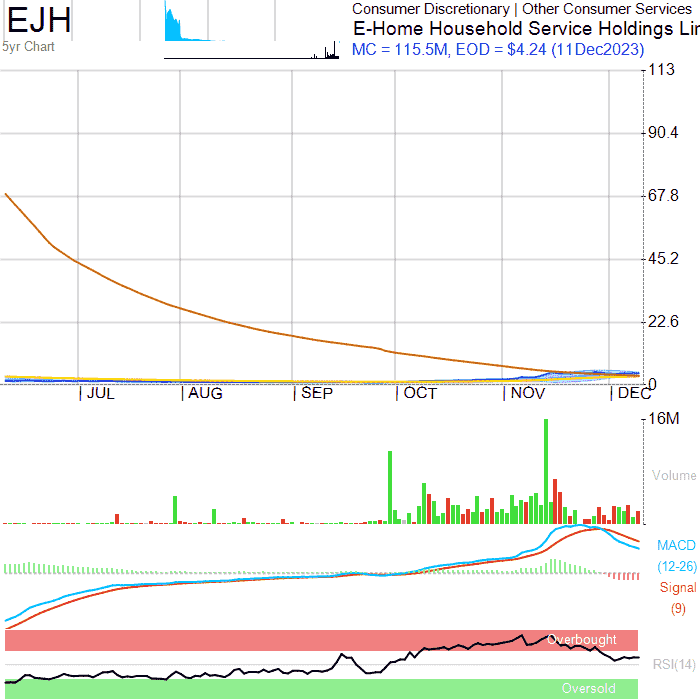 EJH
5yr Chart
Consumer Discretionary | Other Consumer Services
E-Home Household Service Holdings Lir
MC = 115.5M, EOD = $4.24 (11Dec2023)
113
90.4
67.8
45.2
22.6
0
JUL AUG SEP OCT NOV DEC
16M
Volume
MACD
(12-26)
Signal
(9)
Overbought
RSI(14)
Oversold